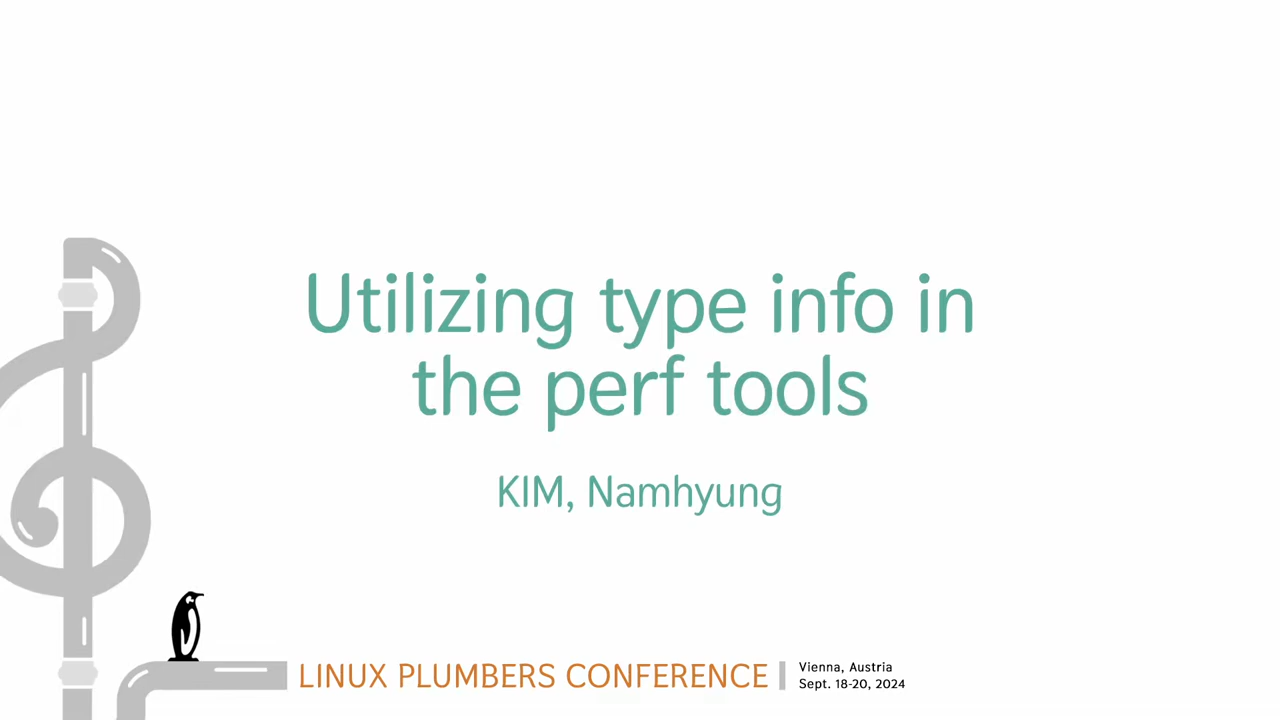 Utilizing type info in
the perf tools
KIM, Namhyung
LINUX PLUMBERS CONFERENCE
Vienna, Austria
Sept. 18-20, 2024